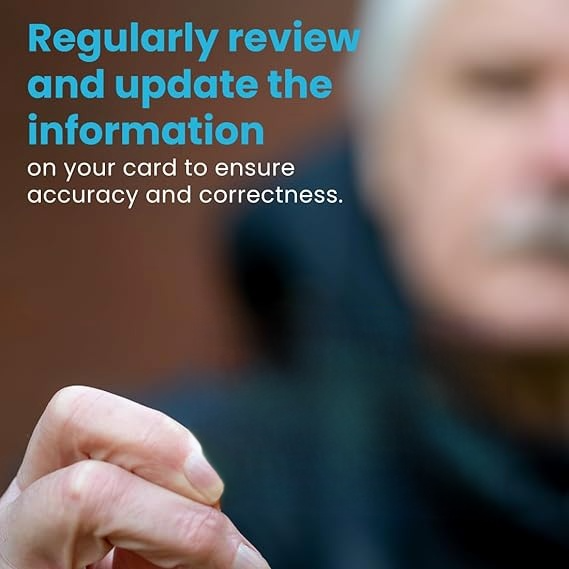 Regularly review
and update the
information
on your card to ensure
accuracy and correctness.